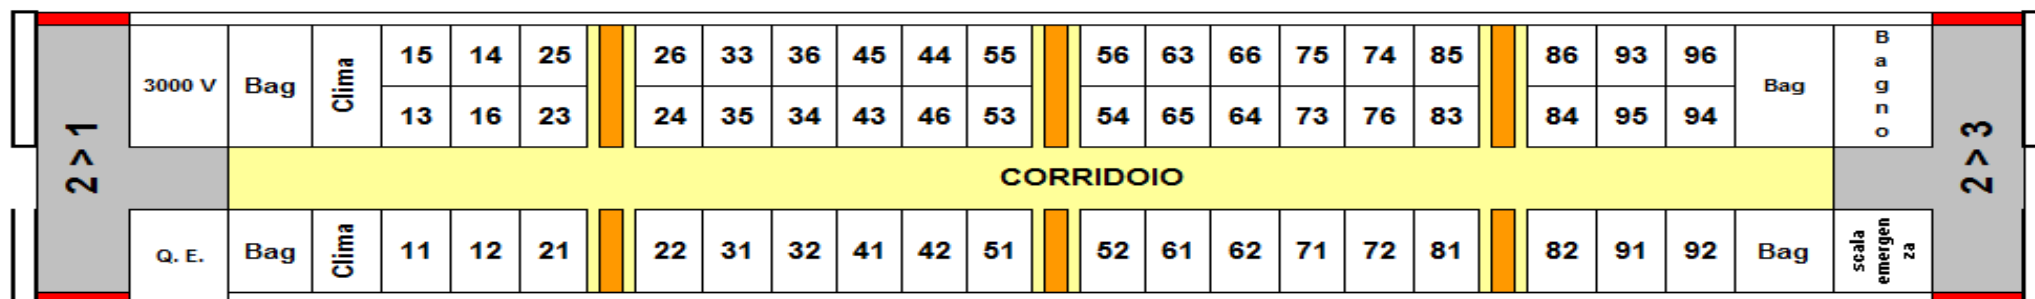 15 14 25 26 33 36 45 44 55 56 63 66 75 74 85 86 93 96
3000 V Bag Clima Bag Bagno
13 16 23 24 35 34 43 46 53 54 65 64 73 76 83 84 95 94
2 > 1 CORRIDOIO 2 > 3
Q. E. Bag Clima 11 12 21 22 31 32 41 42 51 52 61 62 71 72 81 82 91 92 Bag
scala
emergen
za